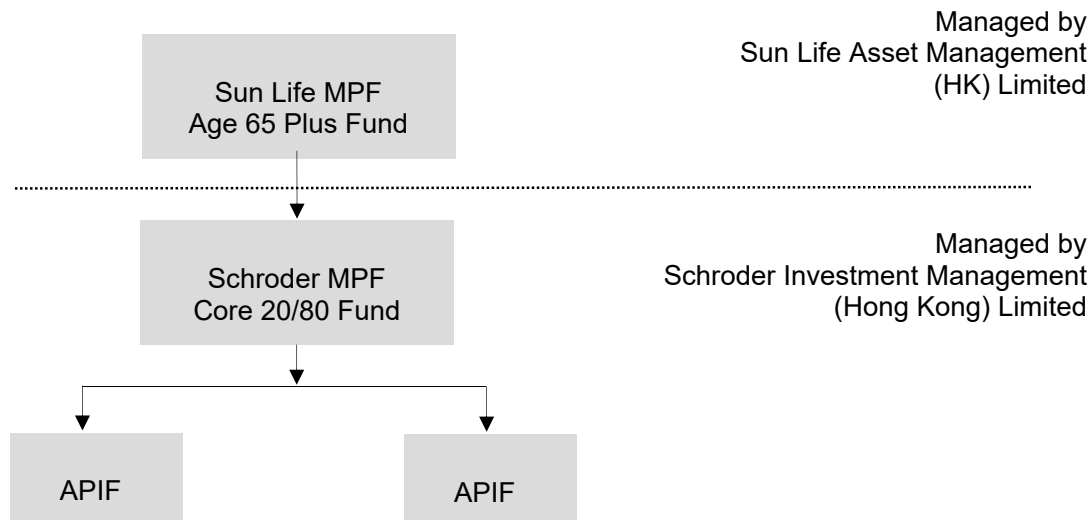 Managed by
Sun Life Asset Management
(HK) Limited
Sun Life MPF
Age 65 Plus Fund
Managed by
Schroder Investment Management
(Hong Kong) Limited
Schroder MPF
Core 20/80 Fund
APIF
APIF